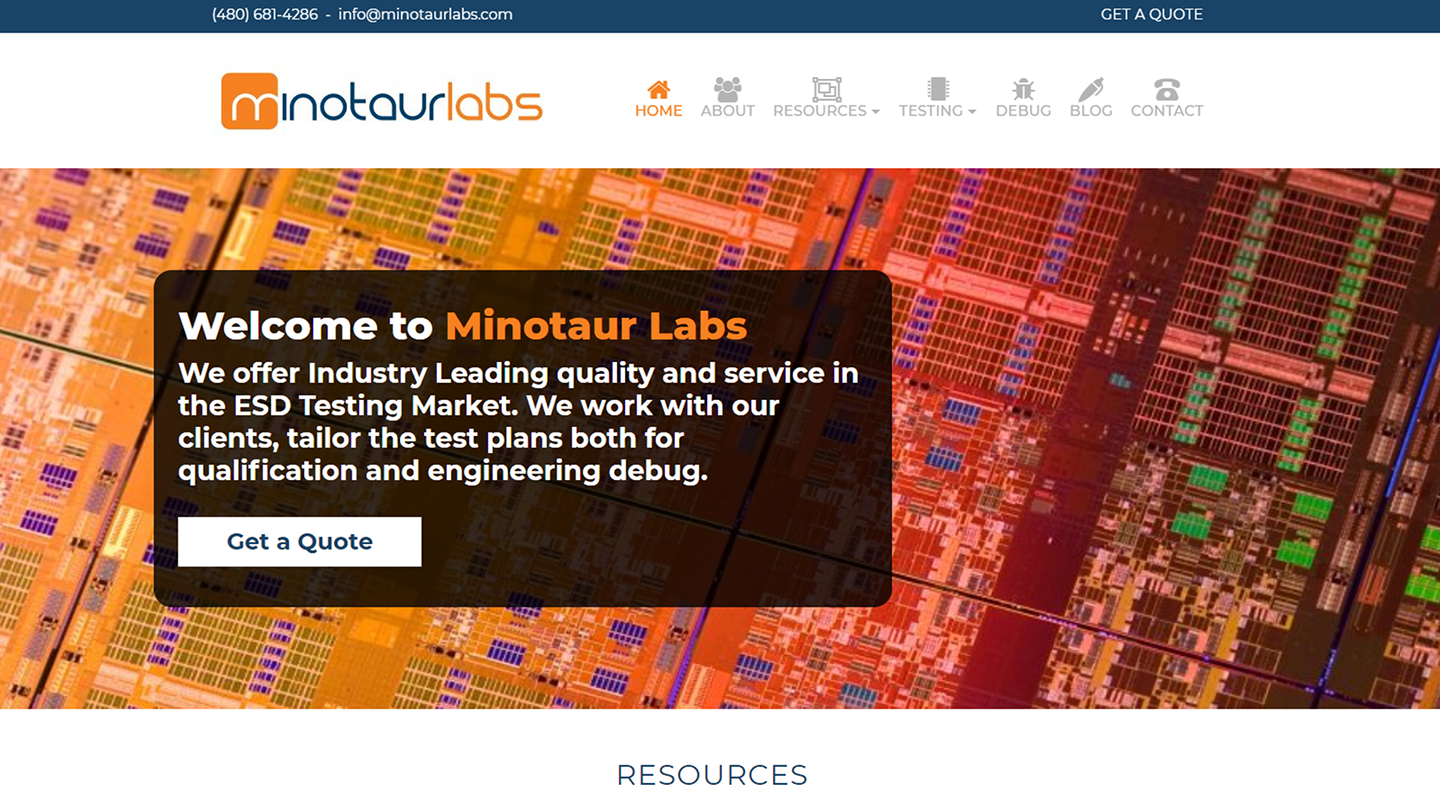 (480) 681-4286 - info@minotaurlabs.com
GET A QUOTE
minotaurlabs
HOME
ABOUT
RESOURCES
TESTING
DEBUG
BLOG
CONTACT
Welcome to Minotaur Labs
We offer Industry Leading quality and service in
the ESD Testing Market. We work with our
clients, tailor the test plans both for
qualification and engineering debug.
Get a Quote
RESOURCES